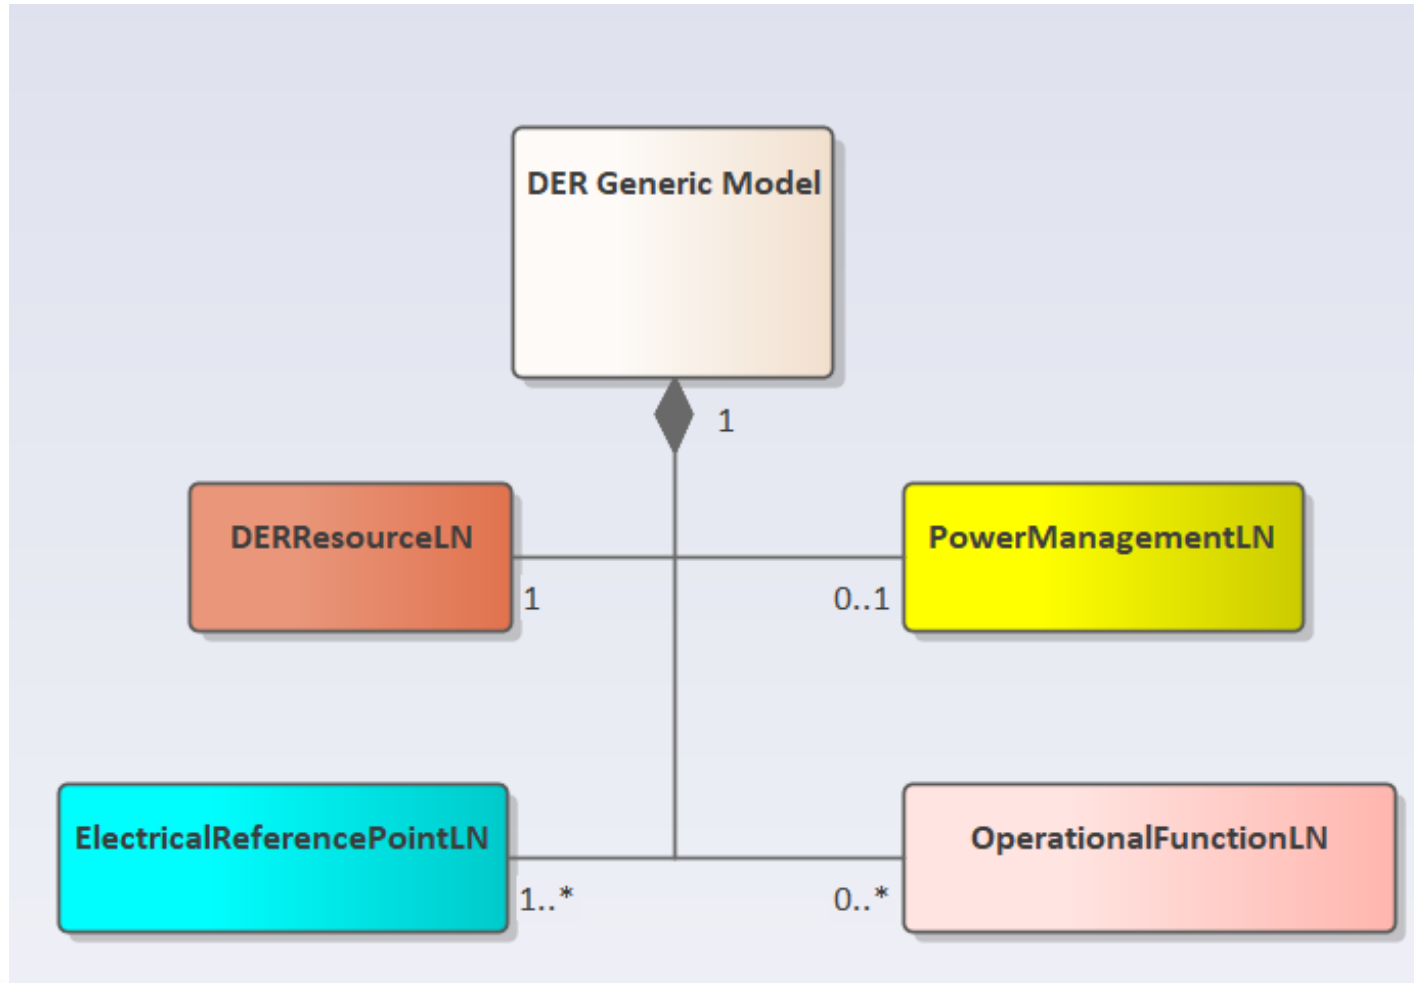 DER Generic Model
1
DERResourceLN
PowerManagementLN
1
0..1
ElectricalReferencePointLN
OperationalFunctionLN
1..*
0..*